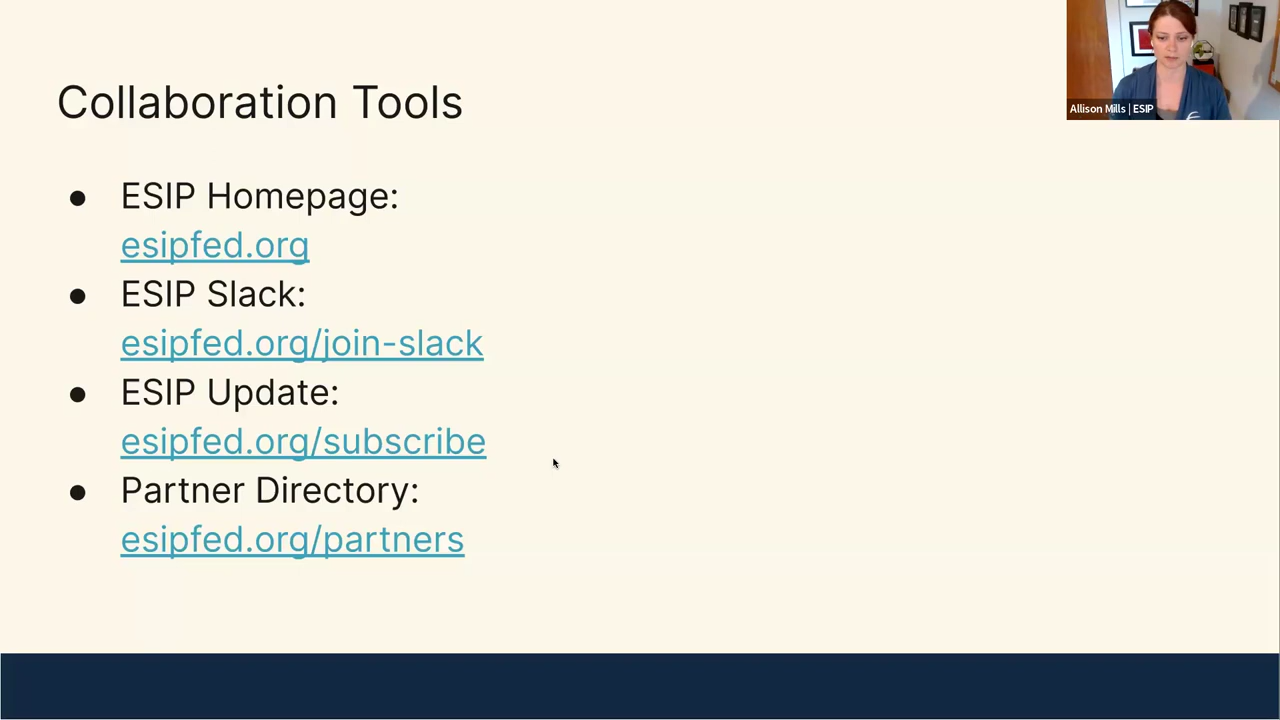 Collaboration Tools
Allison Mills | ESIP
● ESIP Homepage:
esipfed.org
● ESIP Slack:
esipfed.org/join-slack
● ESIP Update:
esipfed.org/subscribe
● Partner Directory:
esipfed.org/partners